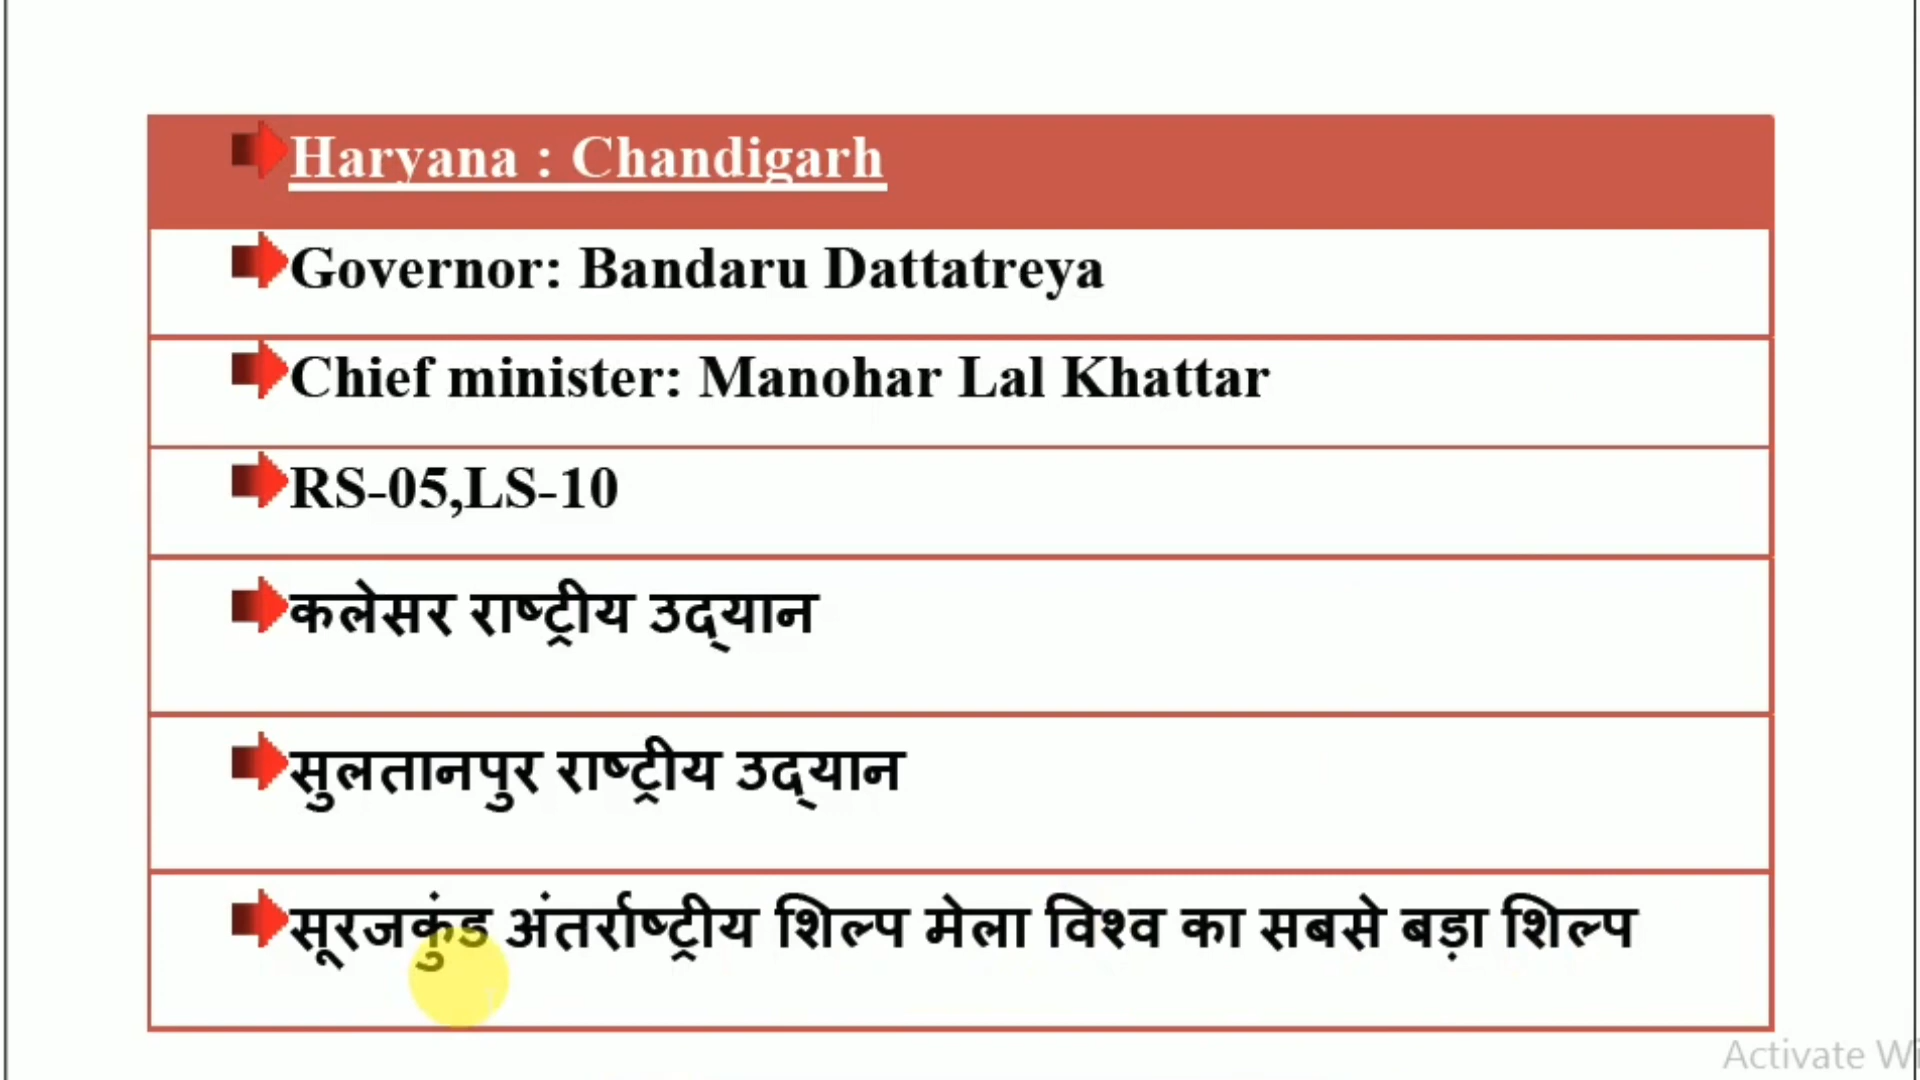 Haryana : Chandigarh
Governor: Bandaru Dattatreya
Chief minister: Manohar Lal Khattar
RS-05,LS-10
कलेसर राष्ट्रीय उद्यान
सुलतानपुर राष्ट्रीय उद्यान
सूरजकुंड अंतर्राष्ट्रीय शिल्प मेला विश्व का सबसे बड़ा शिल्प
Activate